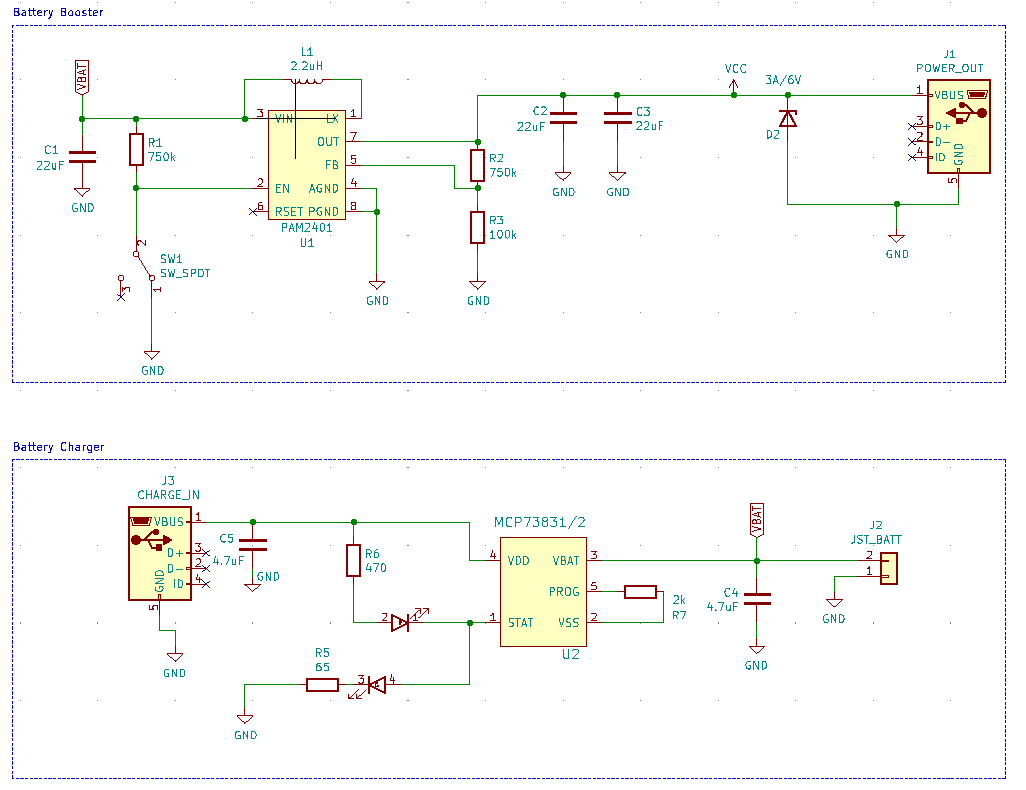 Battery Booster
VBAT
C1
22uF
GND
R1
750k
2
SW1
SW_SPDT
3
1
GND
L1
2.2uH
3 VIN LX 1
OUT 7
FB 5
2 EN AGND 4
6 RSET PGND 8
PAM2401
U1
GND
R2
750k
R3
100k
GND
C2
22uF
GND
C3
22uF
GND
VCC
3A/6V
D2
GND
J1
POWER_OUT
1 VBUS
3 D+
2 D-
4 ID
GND
5
Battery Charger
J3
CHARGE_IN
VBUS 1
D+ 3
D- 2
ID 4
GND
5
GND
C5
4.7uF
GND
R6
470
2 1
R5
65
3 4
GND
MCP73831/2
4 VDD VBAT 3
PROG 5
1 STAT VSS 2
U2
2k
R7
VBAT
C4
4.7uF
GND
J2
JST_BATT
2
1
GND